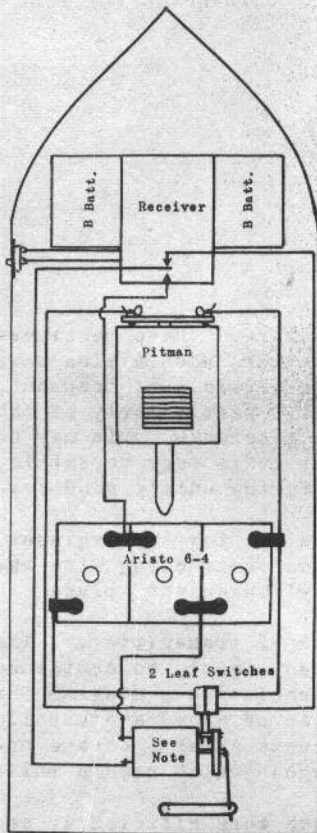 B Batt.
Receiver
B Batt.
Pitman
Aristo 6-4
2 Leaf Switches
See
Note